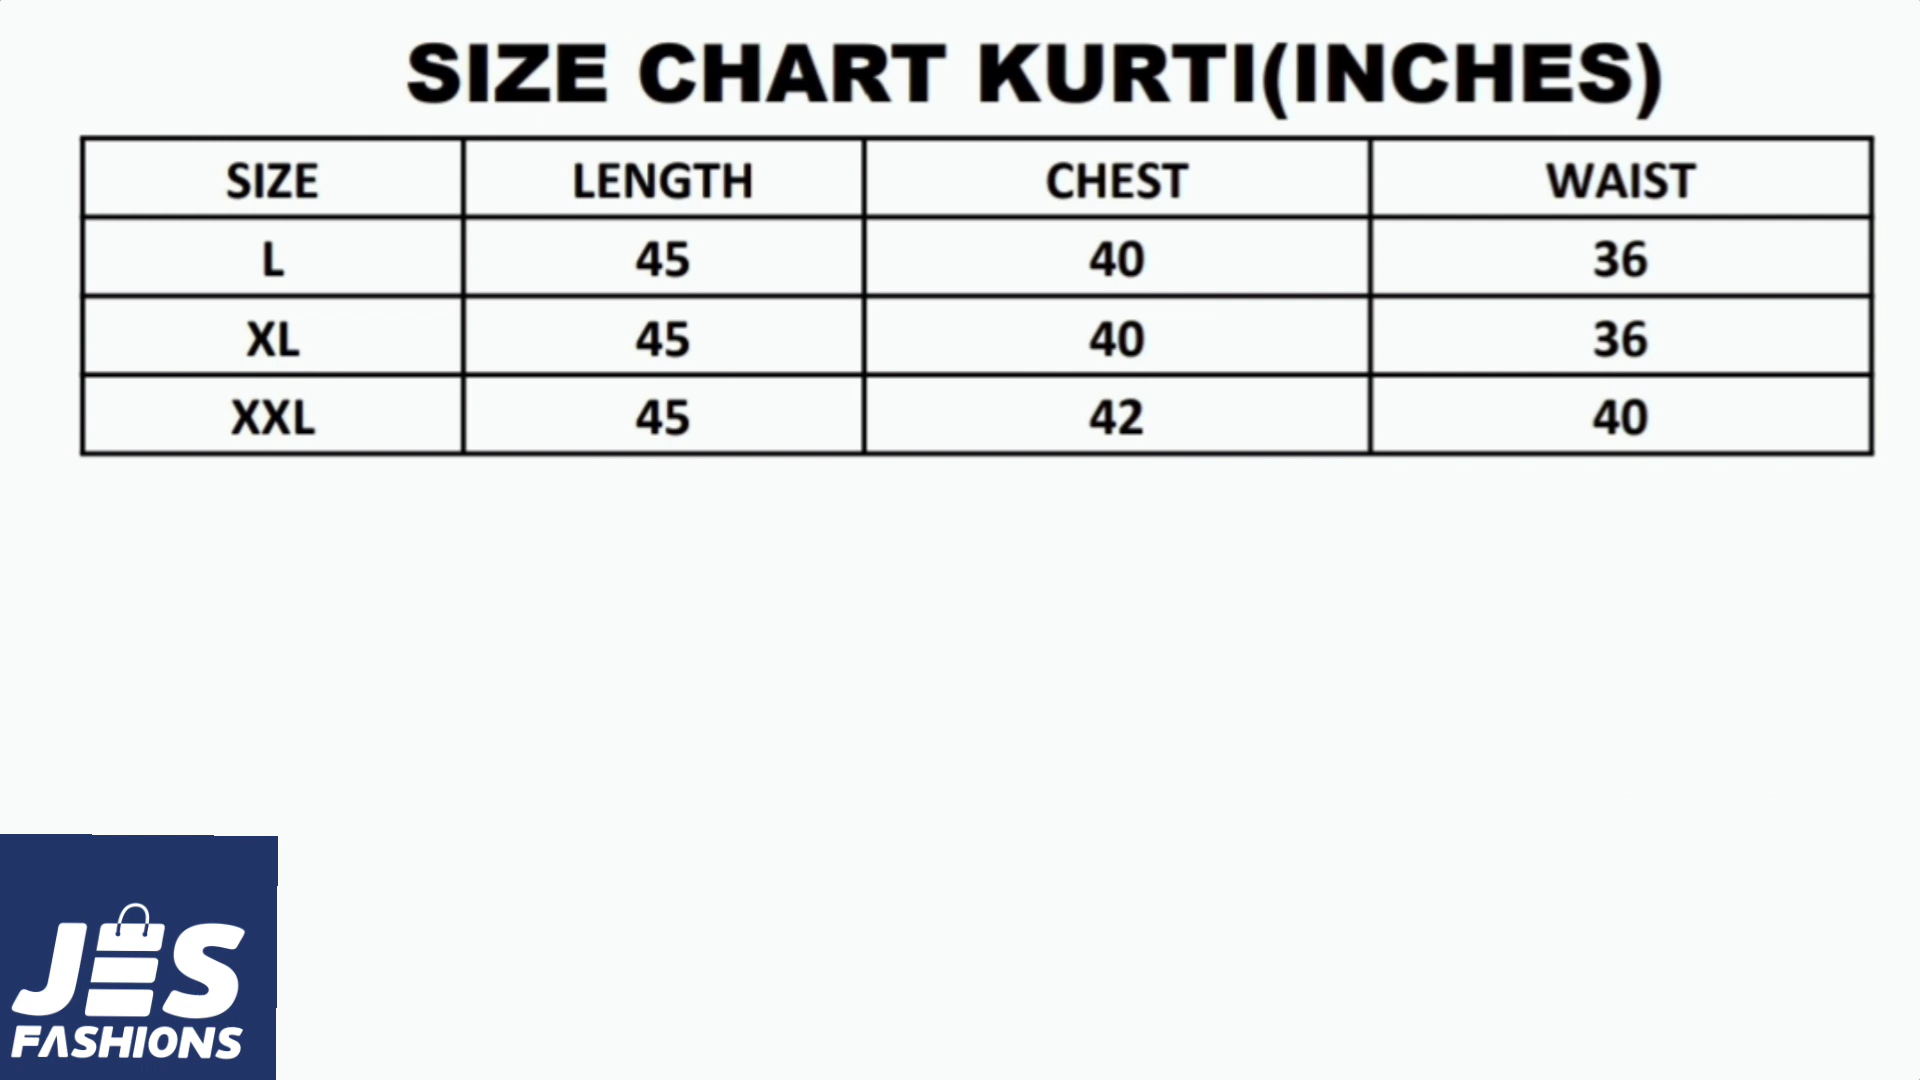 SIZE CHART KURTI(INCHES)
SIZE LENGTH CHEST WAIST
L 45 40 36
XL 45 40 36
XXL 45 42 40
JES
FASHIONS